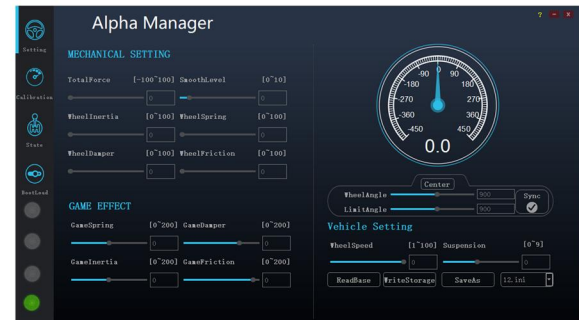 Alpha Manager
? - x
Setting
Calibration
State
BootLoad
MECHANICAL SETTING
TotalForce [-100~100] SmoothLevel [0~10]
0 0
WheelInertia [0~100] WheelSpring [0~100]
0 0
WheelDamper [0~100] WheelFriction [0~100]
0 0
GAME EFFECT
GameSpring [0~200] GameDamper [0~200]
0 0
GameInertia [0~200] GameFriction [0~200]
0 0
-90 0 90
-180 180
-270 270
-360 360
-450 450
0.0
Center
WheelAngle 900 Sync
LimitAngle 900
Vehicle Setting
WheelSpeed [1~100] Suspension [0~9]
0 0
ReadBase WriteStorage SaveAs 12.ini